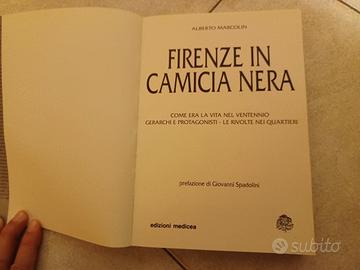 ALBERTO MARCOLIN
FIRENZE IN
CAMICIA NERA
COME ERA LA VITA NEL VENTENNIO
GERARCHI E PROTAGONISTI - LE RIVOLTE NEI QUARTIERI
prefazione di Giovanni Spadolini
edizioni medicea
subito